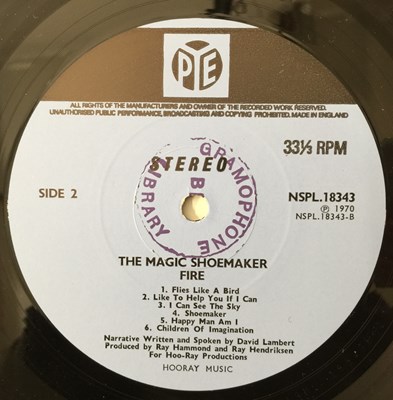 PYE
ALL RIGHTS OF THE MANUFACTURERS AND OWNER OF THE RECORDED WORK RESERVED.
UNAUTHORISED PUBLIC PERFORMANCE, BROADCASTING AND COPYING PROHIBITED. MADE IN ENGLAND
33⅓ RPM
STEREO
GRAMOPHONE
LIBRARY
SIDE 2
NSPL.18343
℗ 1970
NSPL.18343-B
THE MAGIC SHOEMAKER
FIRE
1. Flies Like A Bird
2. Like To Help You If I Can
3. I Can See The Sky
4. Shoemaker
5. Happy Man Am I
6. Children Of Imagination
Narrative Written and Spoken by David Lambert
Produced by Ray Hammond and Ray Hendriksen
For Hoo-Ray Productions
HOORAY MUSIC